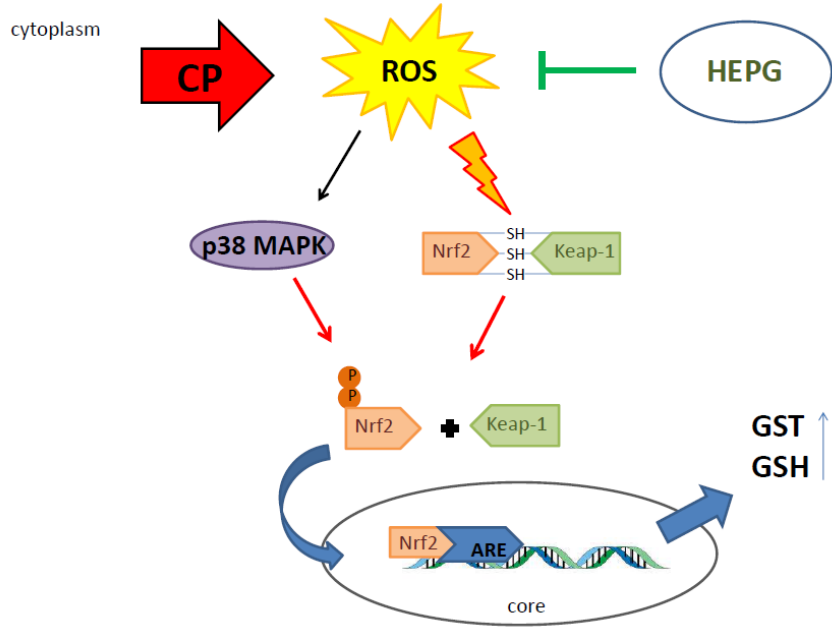 cytoplasm
CP
ROS
HEPG
p38 MAPK
Nrf2
SH
SH
SH
Keap-1
P
P
Nrf2
Keap-1
GST
GSH
Nrf2
ARE
core